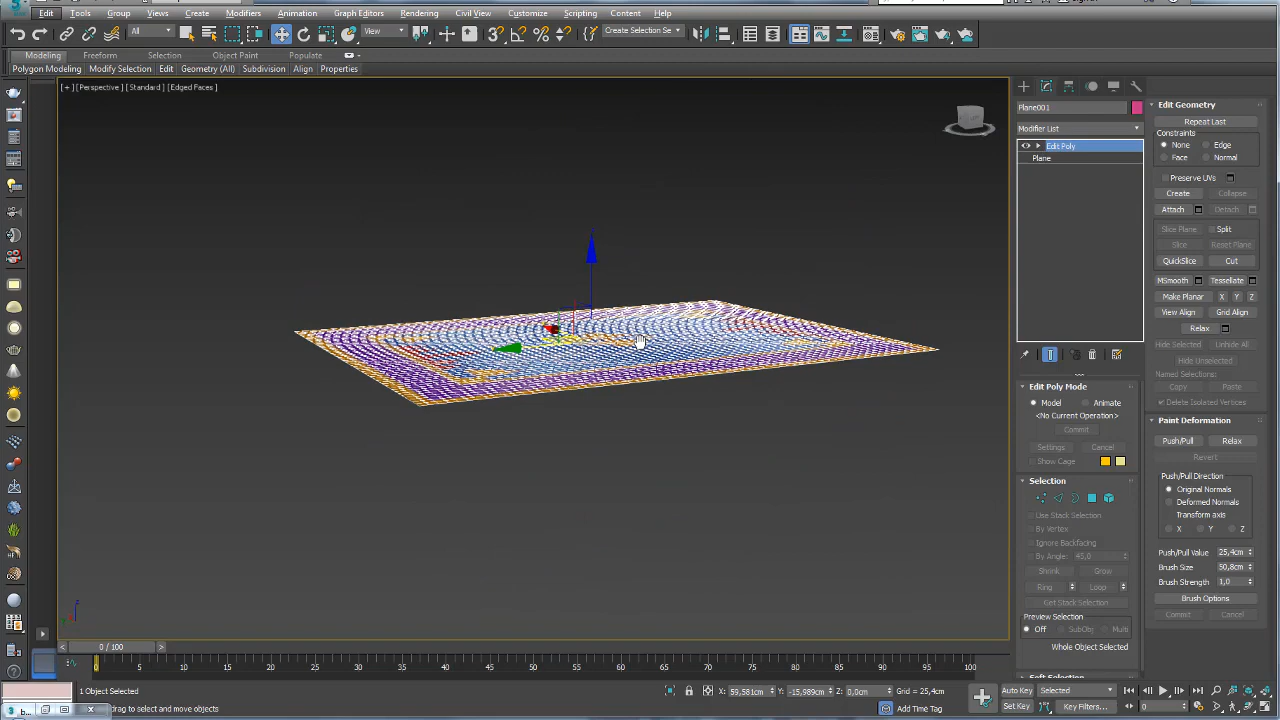 Edit Tools Group Views Create Modifiers Animation Graph Editors Rendering Civil View Customize Scripting Content Help
All View Create Selection Se
Modeling Freeform Selection Object Paint Populate
Polygon Modeling Modify Selection Edit Geometry (All) Subdivision Align Properties
[+] [Perspective] [Standard] [Edged Faces]
Plane001
Modifier List
Edit Poly
Plane
Edit Poly Mode
Model Animate
<No Current Operation>
Commit
Settings Cancel
Show Cage
Selection
Use Stack Selection
By Vertex
Ignore Backfacing
By Angle: 45,0
Shrink Grow
Ring Loop
Get Stack Selection
Preview Selection
Off SubObj Multi
Whole Object Selected
Edit Geometry
Repeat Last
Constraints
None Edge
Face Normal
Preserve UVs
Create Collapse
Attach Detach
Slice Plane Split
Slice Reset Plane
QuickSlice Cut
MSmooth Tessellate
Make Planar X Y Z
View Align Grid Align
Relax
Hide Selected Unhide All
Hide Unselected
Named Selections:
Copy Paste
Delete Isolated Vertices
Paint Deformation
Push/Pull Relax
Revert
Push/Pull Direction
Original Normals
Deformed Normals
Transform axis
X Y Z
Push/Pull Value 25,4cm
Brush Size 50,8cm
Brush Strength 1,0
Brush Options
Commit Cancel
0 / 100
0 5 10 15 20 25 30 35 40 45 50 55 60 65 70 75 80 85 90 95 100
1 Object Selected X: 59,581cm Y: -15,989cm Z: 0,0cm Grid = 25,4cm Auto Key Selected
drag to select and move objects Add Time Tag Set Key Key Filters... 0